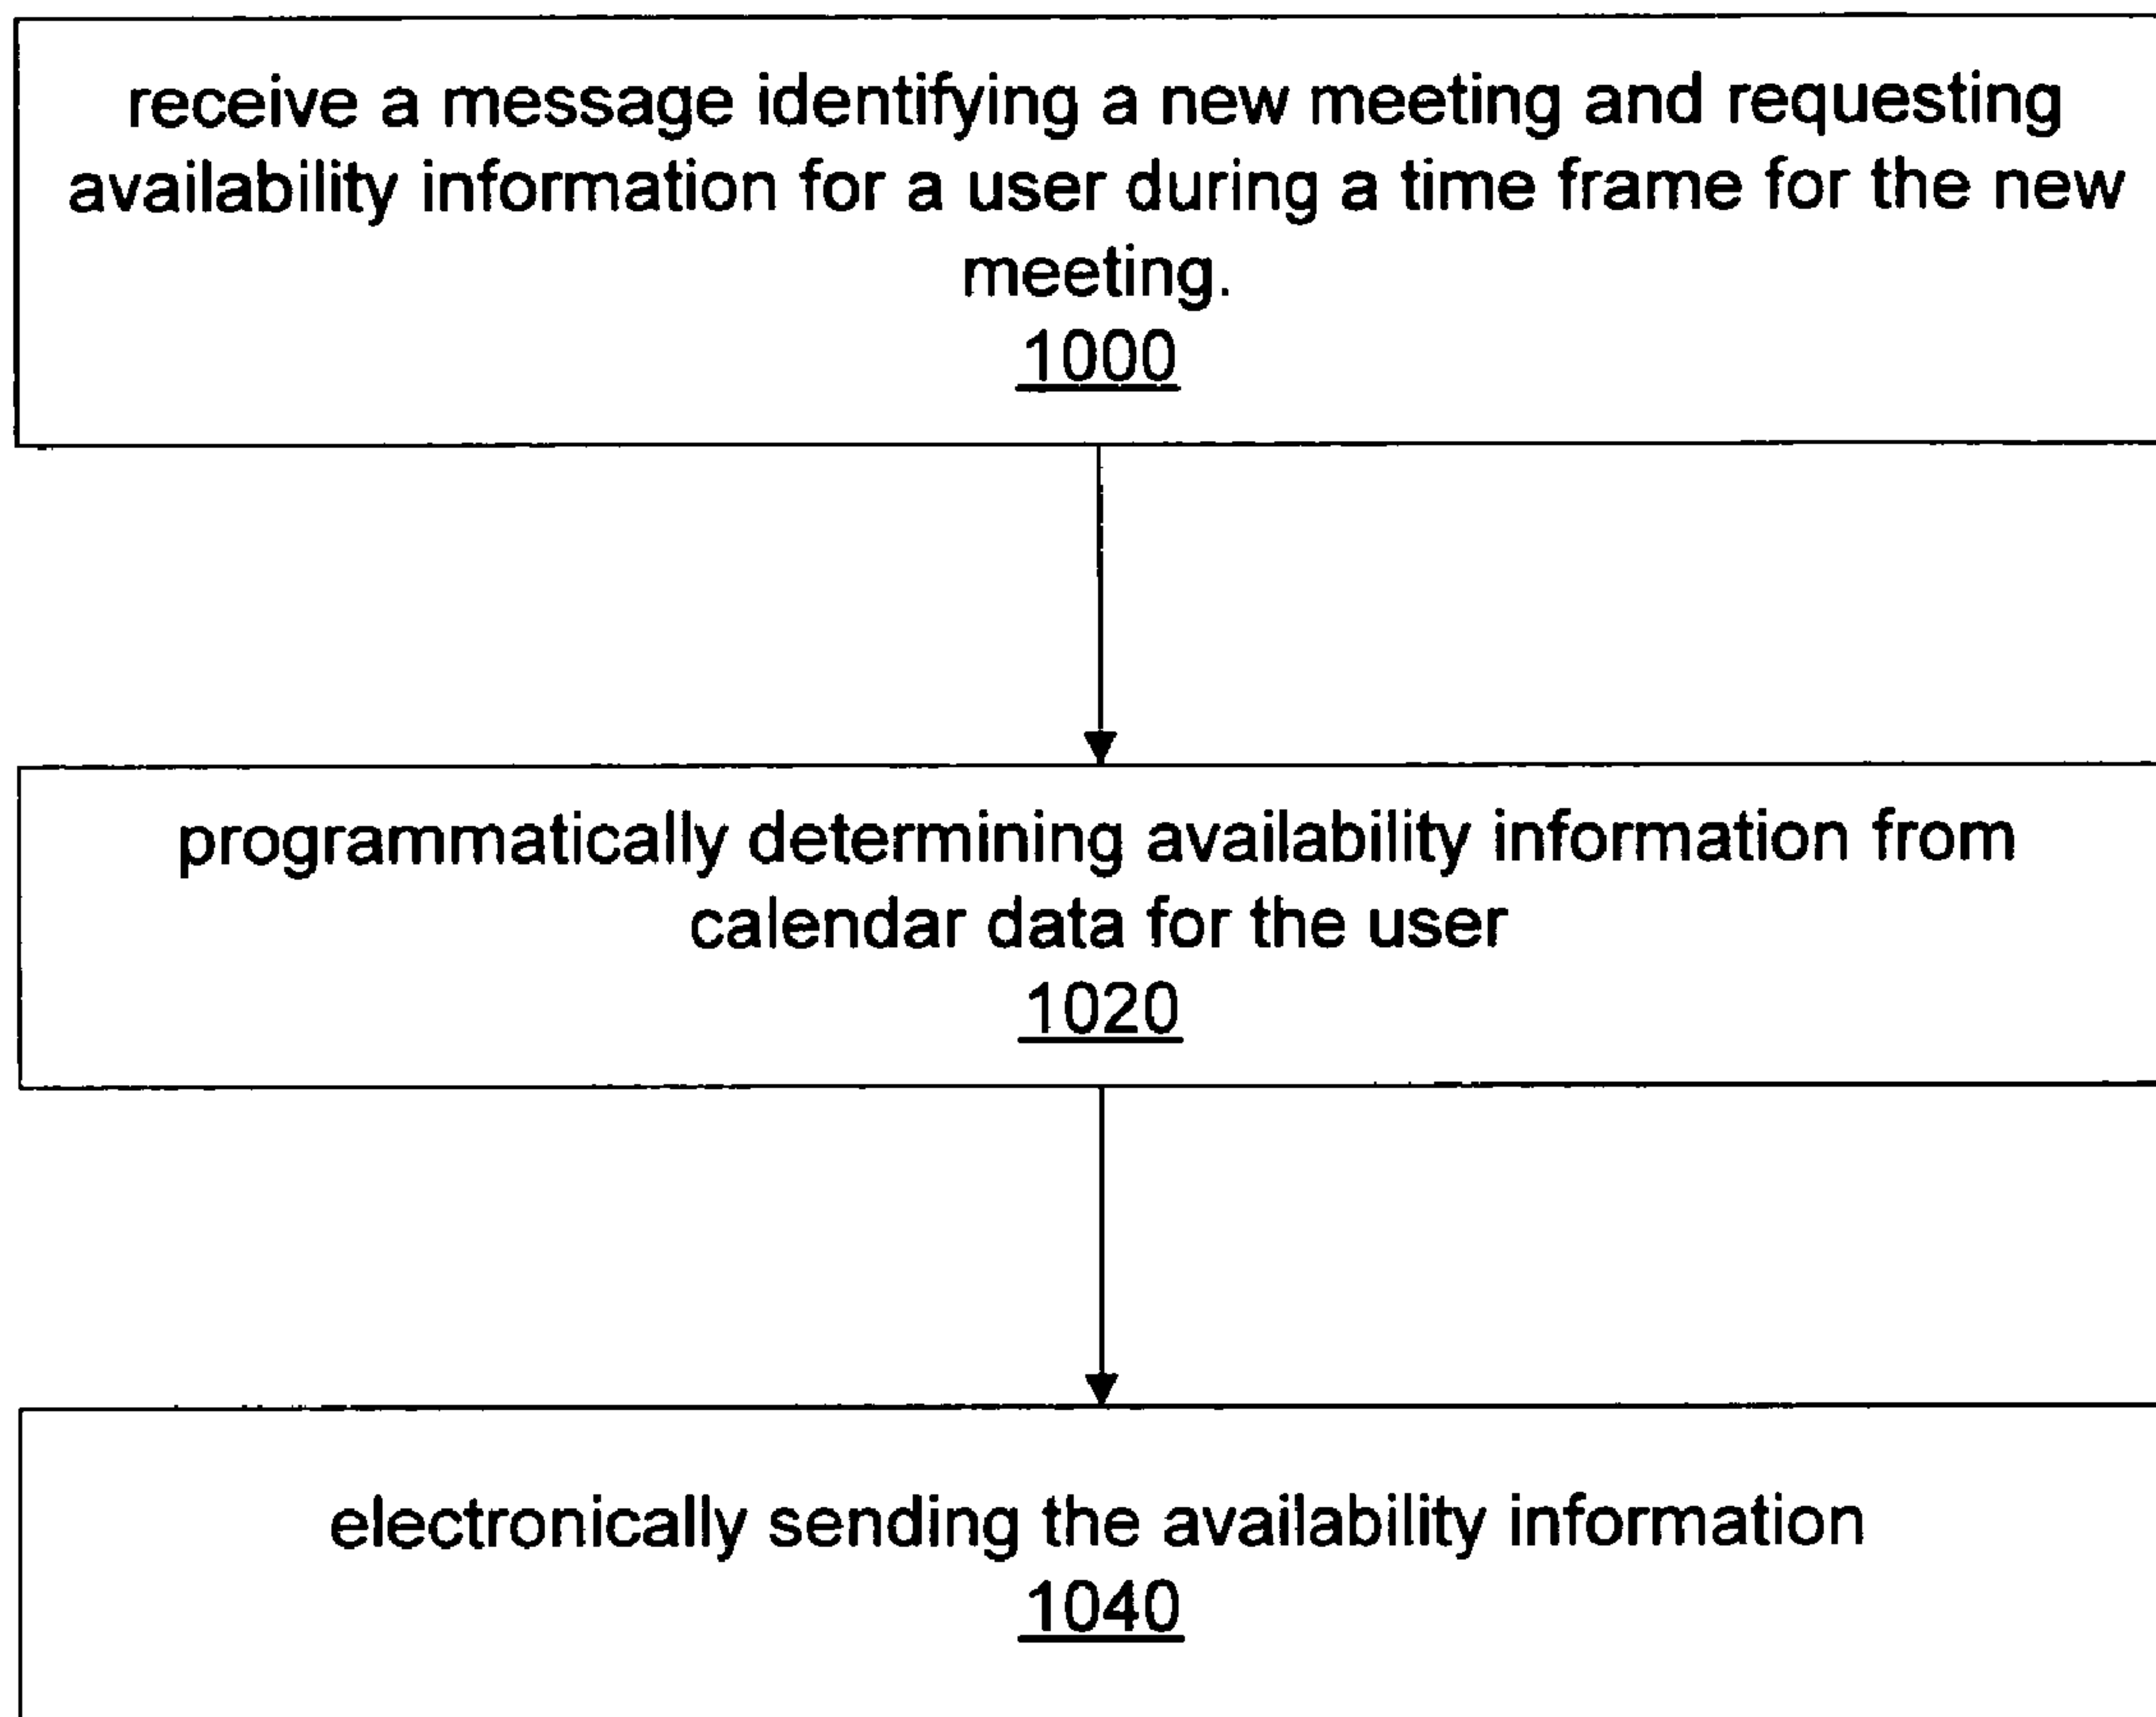 receive a message identifying a new meeting and requesting
availability information for a user during a time frame for the new
meeting.
1000
programmatically determining availability information from
calendar data for the user
1020
electronically sending the availability information
1040